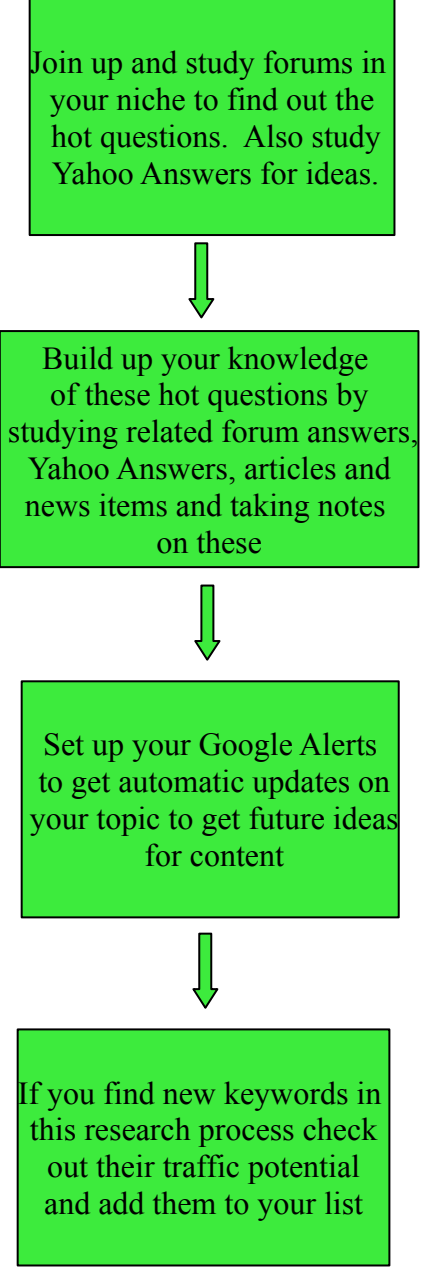 Join up and study forums in
your niche to find out the
hot questions.  Also study
Yahoo Answers for ideas.
Build up your knowledge
of these hot questions by
studying related forum answers,
Yahoo Answers, articles and
news items and taking notes
on these
Set up your Google Alerts
to get automatic updates on
your topic to get future ideas
for content
If you find new keywords in
this research process check
out their traffic potential
and add them to your list